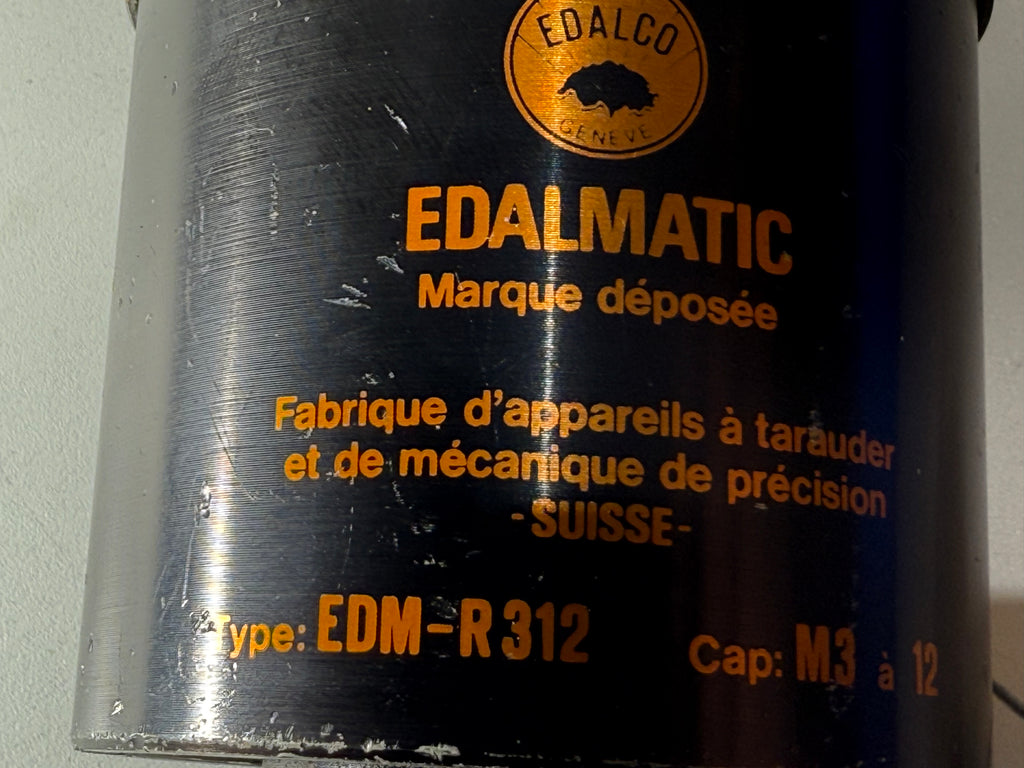 EDALCO
GENEVE
EDALMATIC
Marque déposée
Fabrique d'appareils à tarauder
et de mécanique de précision
-SUISSE-
Type: EDM-R312 Cap: M3 à 12